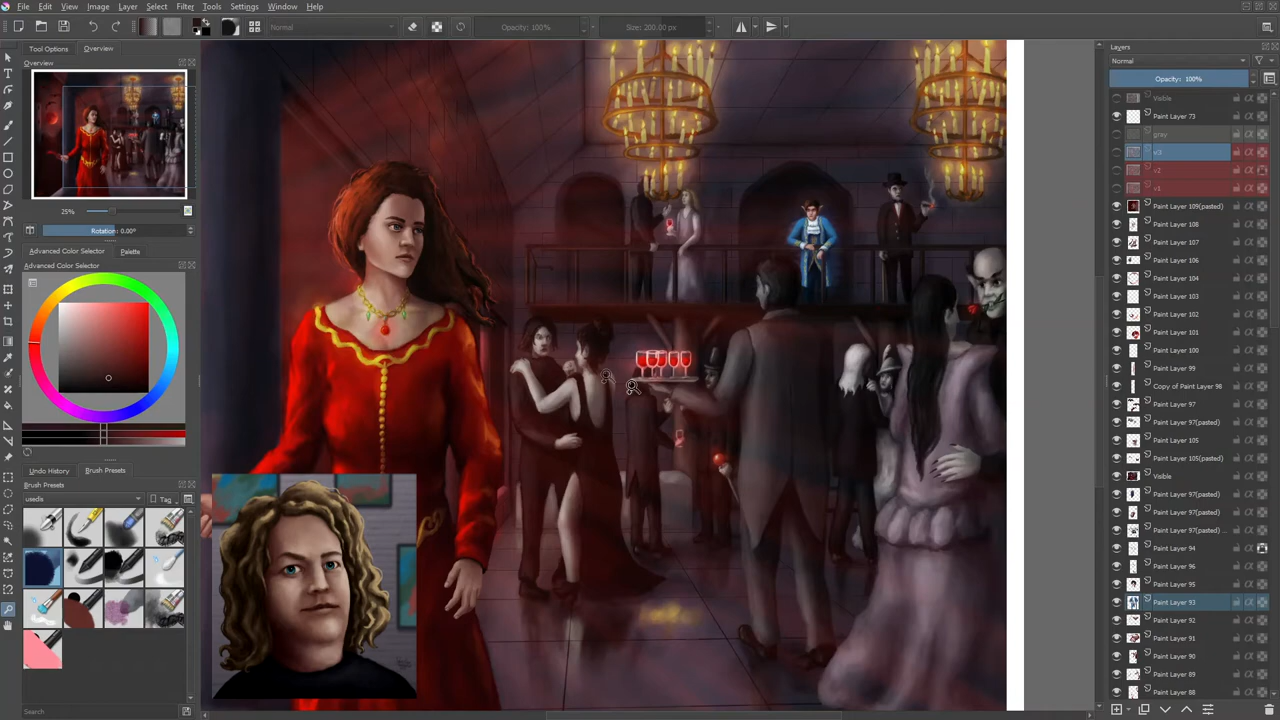 File Edit View Image Layer Select Filter Tools Settings Window Help
Normal
Opacity: 100%
Size: 200.00 px
Tool Options Overview
Overview
25%
Rotation: 0.00°
Advanced Color Selector Palette
Advanced Color Selector
Undo History Brush Presets
Brush Presets
usedis
Tag
Search
Layers
Normal
Opacity: 100%
Visible
Paint Layer 73
gray
v3
v2
v1
Paint Layer 109(pasted)
Paint Layer 108
Paint Layer 107
Paint Layer 106
Paint Layer 104
Paint Layer 103
Paint Layer 102
Paint Layer 101
Paint Layer 100
Paint Layer 99
Copy of Paint Layer 98
Paint Layer 97
Paint Layer 97(pasted)
Paint Layer 105
Paint Layer 105(pasted)
Visible
Paint Layer 97(pasted)
Paint Layer 97(pasted)
Paint Layer 97(pasted) ...
Paint Layer 94
Paint Layer 96
Paint Layer 95
Paint Layer 93
Paint Layer 92
Paint Layer 91
Paint Layer 90
Paint Layer 89
Paint Layer 88